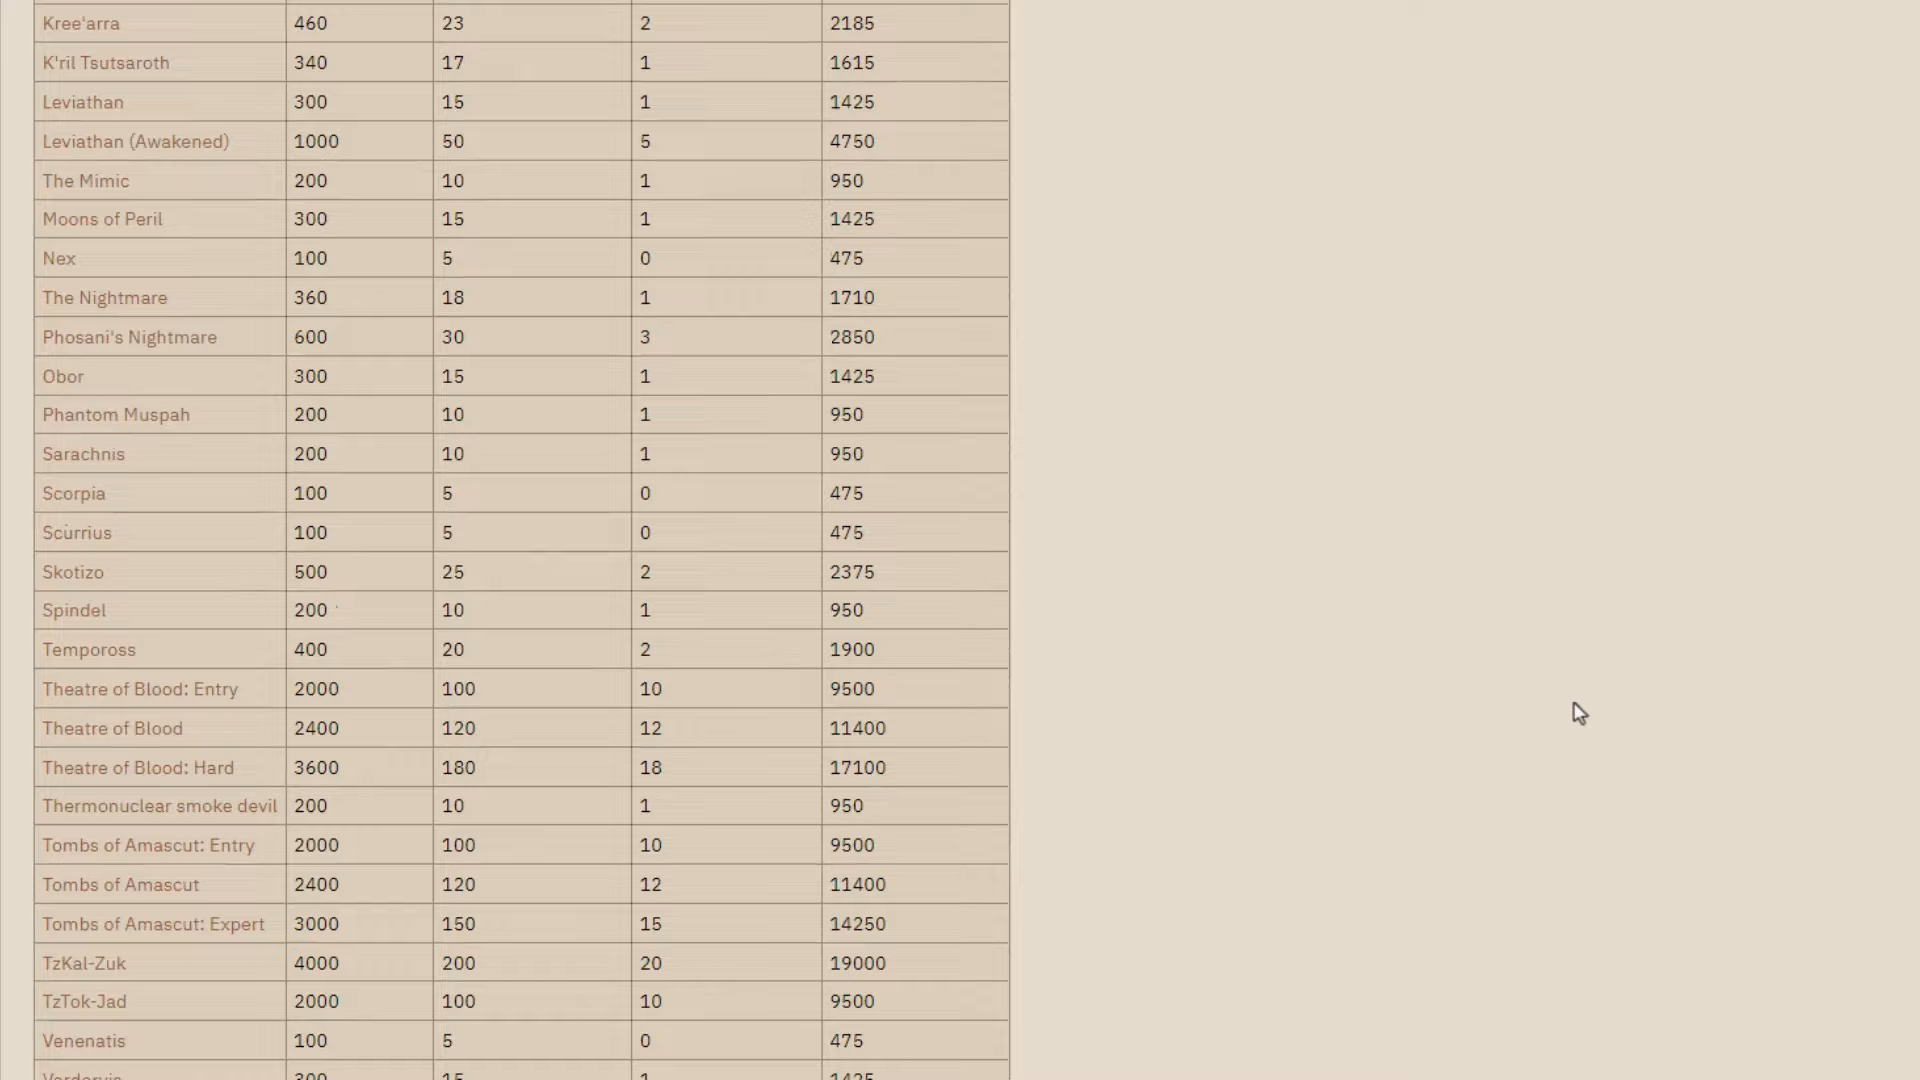 Kree'arra 460 23 2 2185
K'ril Tsutsaroth 340 17 1 1615
Leviathan 300 15 1 1425
Leviathan (Awakened) 1000 50 5 4750
The Mimic 200 10 1 950
Moons of Peril 300 15 1 1425
Nex 100 5 0 475
The Nightmare 360 18 1 1710
Phosani's Nightmare 600 30 3 2850
Obor 300 15 1 1425
Phantom Muspah 200 10 1 950
Sarachnis 200 10 1 950
Scorpia 100 5 0 475
Scurrius 100 5 0 475
Skotizo 500 25 2 2375
Spindel 200 10 1 950
Tempoross 400 20 2 1900
Theatre of Blood: Entry 2000 100 10 9500
Theatre of Blood 2400 120 12 11400
Theatre of Blood: Hard 3600 180 18 17100
Thermonuclear smoke devil 200 10 1 950
Tombs of Amascut: Entry 2000 100 10 9500
Tombs of Amascut 2400 120 12 11400
Tombs of Amascut: Expert 3000 150 15 14250
TzKal-Zuk 4000 200 20 19000
TzTok-Jad 2000 100 10 9500
Venenatis 100 5 0 475
300 15 1 1425